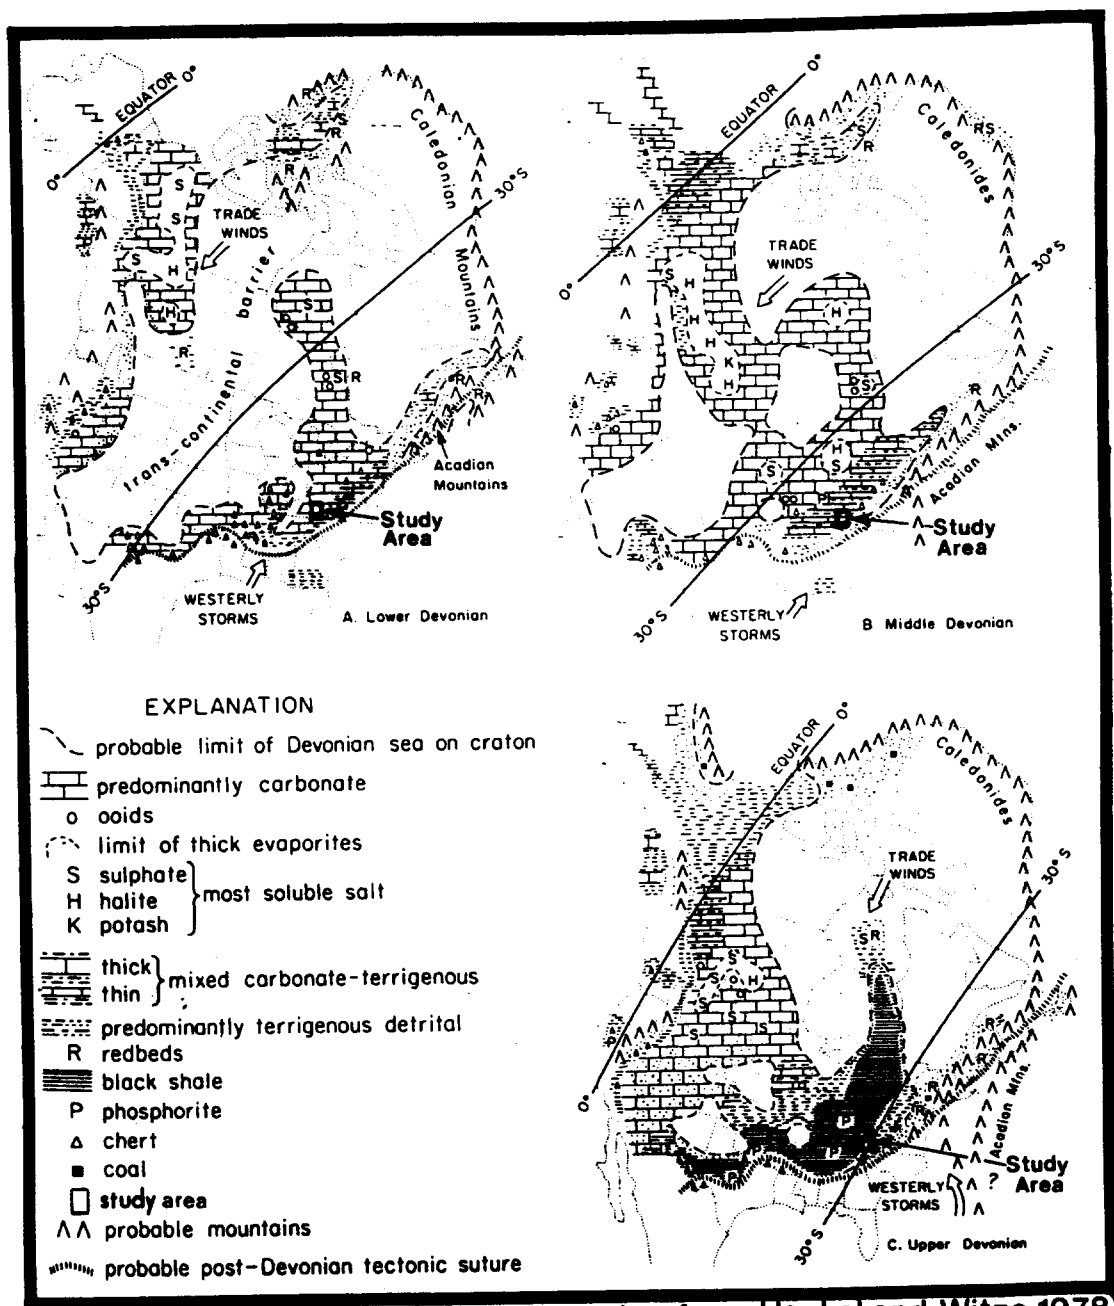 EQUATOR
0°
0°
R
S
R
R
Caledonian
Mountains
30°S
S
S
TRADE
WINDS
S
H
H
R
barrier
trans-continental
S
S R
R
R
Acadian
Mountains
Study
Area
30°S
WESTERLY
STORMS
A. Lower Devonian
0°
EQUATOR
0°
S
R
RS
Caledonides
30°S
TRADE
WINDS
S
H
H
H
K
H
H
S
R
H
S
S
P
Acadian Mtns.
Study
Area
30°S
WESTERLY
STORMS
B Middle Devonian
EXPLANATION
probable limit of Devonian sea on craton
predominantly carbonate
ooids
limit of thick evaporites
S sulphate
H halite
K potash
most soluble salt
thick
thin
mixed carbonate-terrigenous
predominantly terrigenous detrital
R redbeds
black shale
P phosphorite
chert
coal
study area
probable mountains
probable post-Devonian tectonic suture
0°
EQUATOR
0°
Caledonides
30°S
TRADE
WINDS
S R
S
S
H
S
S
S
S
R
R
R
P
P
P
P
Acadian Mtns.
?
Study
Area
WESTERLY
STORMS
30°S
C. Upper Devonian